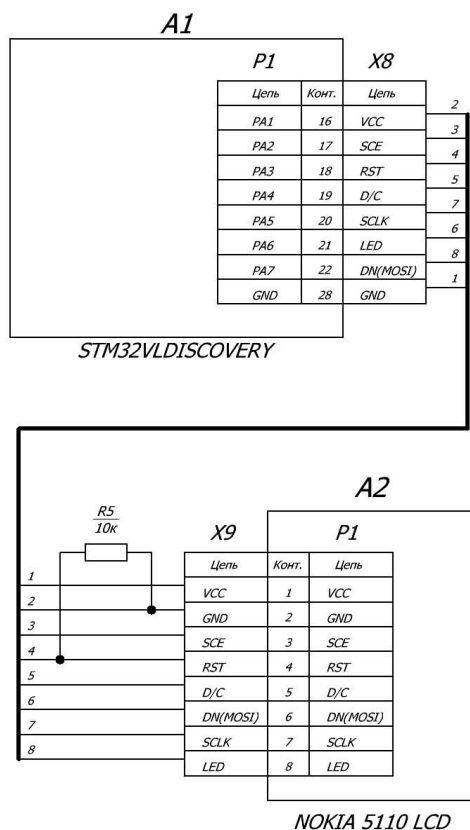 A1
P1 X8
Цепь Конт. Цепь
PA1 16 VCC 2
PA2 17 SCE 3
PA3 18 RST 4
PA4 19 D/C 5
PA5 20 SCLK 7
PA6 21 LED 6
PA7 22 DN(MOSI) 8
GND 28 GND 1
STM32VLDISCOVERY
A2
R5
10к
X9 P1
Цепь Конт. Цепь
1 VCC 1 VCC
2 GND 2 GND
3 SCE 3 SCE
4 RST 4 RST
5 D/C 5 D/C
6 DN(MOSI) 6 DN(MOSI)
7 SCLK 7 SCLK
8 LED 8 LED
NOKIA 5110 LCD